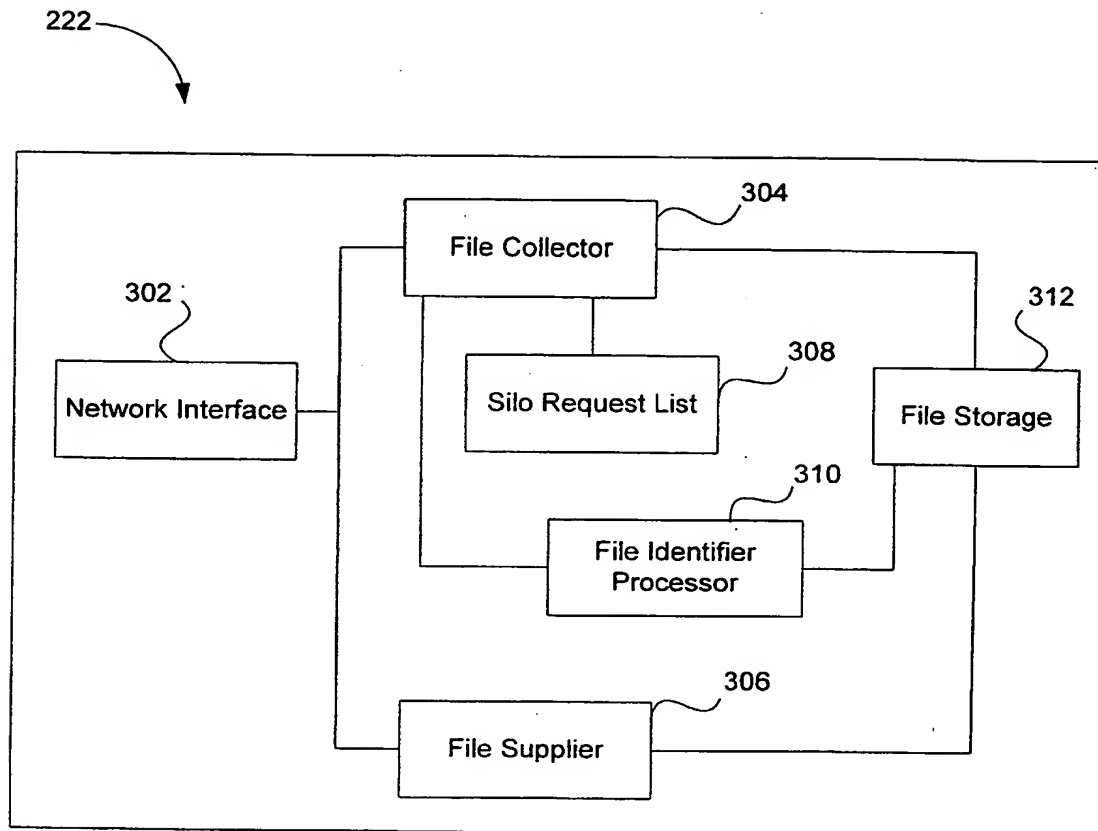 222
304
File Collector
302
312
Network Interface
308
Silo Request List
File Storage
310
File Identifier
Processor
306
File Supplier